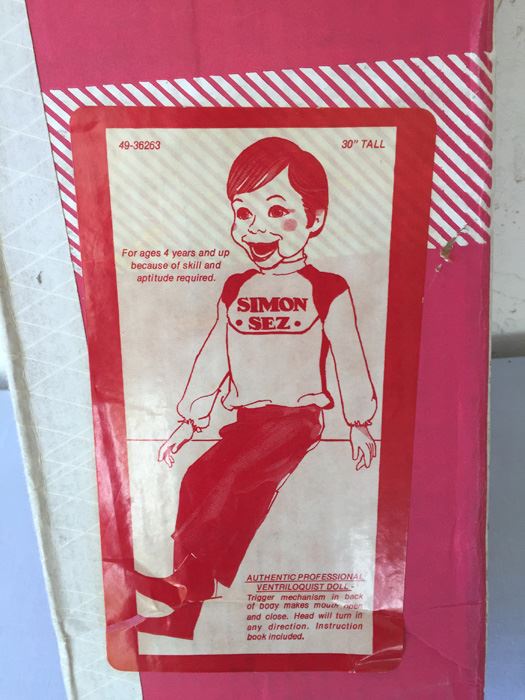 49-36263
30" TALL
For ages 4 years and up
because of skill and
aptitude required.
SIMON
• SEZ •
AUTHENTIC PROFESSIONAL
VENTRILOQUIST DOLL -
Trigger mechanism in back
of body makes mouth open
and close. Head will turn in
any direction. Instruction
book included.